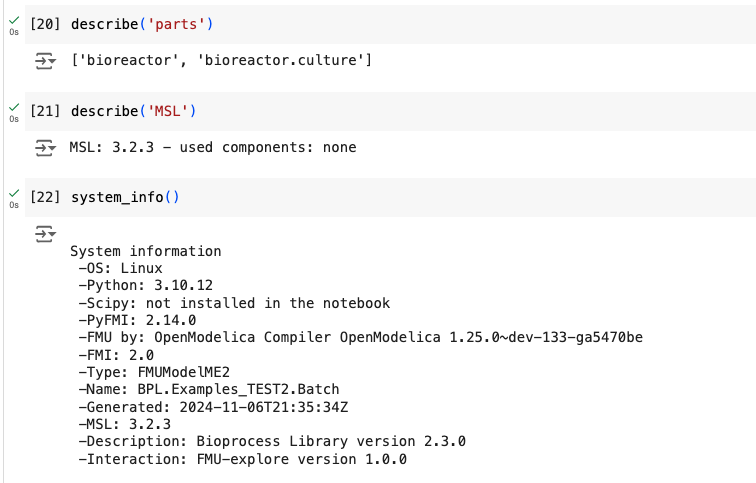 [20] describe('parts')
0s
['bioreactor', 'bioreactor.culture']
[21] describe('MSL')
0s
MSL: 3.2.3 – used components: none
[22] system_info()
0s
System information
-OS: Linux
-Python: 3.10.12
-Scipy: not installed in the notebook
-PyFMI: 2.14.0
-FMU by: OpenModelica Compiler OpenModelica 1.25.0~dev-133-ga5470be
-FMI: 2.0
-Type: FMUModelME2
-Name: BPL.Examples_TEST2.Batch
-Generated: 2024-11-06T21:35:34Z
-MSL: 3.2.3
-Description: Bioprocess Library version 2.3.0
-Interaction: FMU-explore version 1.0.0